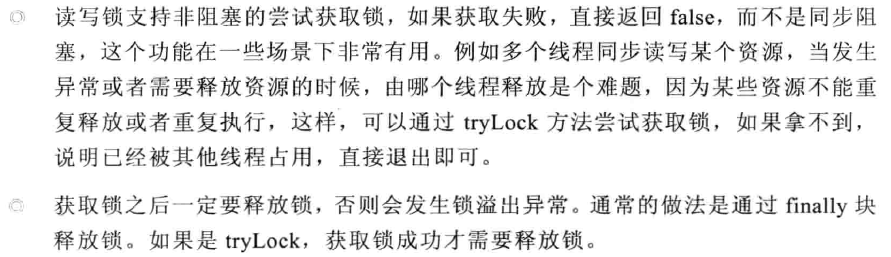 读写锁支持非阻塞的尝试获取锁，如果获取失败，直接返回 false，而不是同步阻
塞，这个功能在一些场景下非常有用。例如多个线程同步读写某个资源，当发生
异常或者需要释放资源的时候，由哪个线程释放是个难题，因为某些资源不能重
复释放或者重复执行，这样，可以通过 tryLock 方法尝试获取锁，如果拿不到，
说明已经被其他线程占用，直接退出即可。
获取锁之后一定要释放锁，否则会发生锁溢出异常。通常的做法是通过 finally 块
释放锁。如果是 tryLock，获取锁成功才需要释放锁。